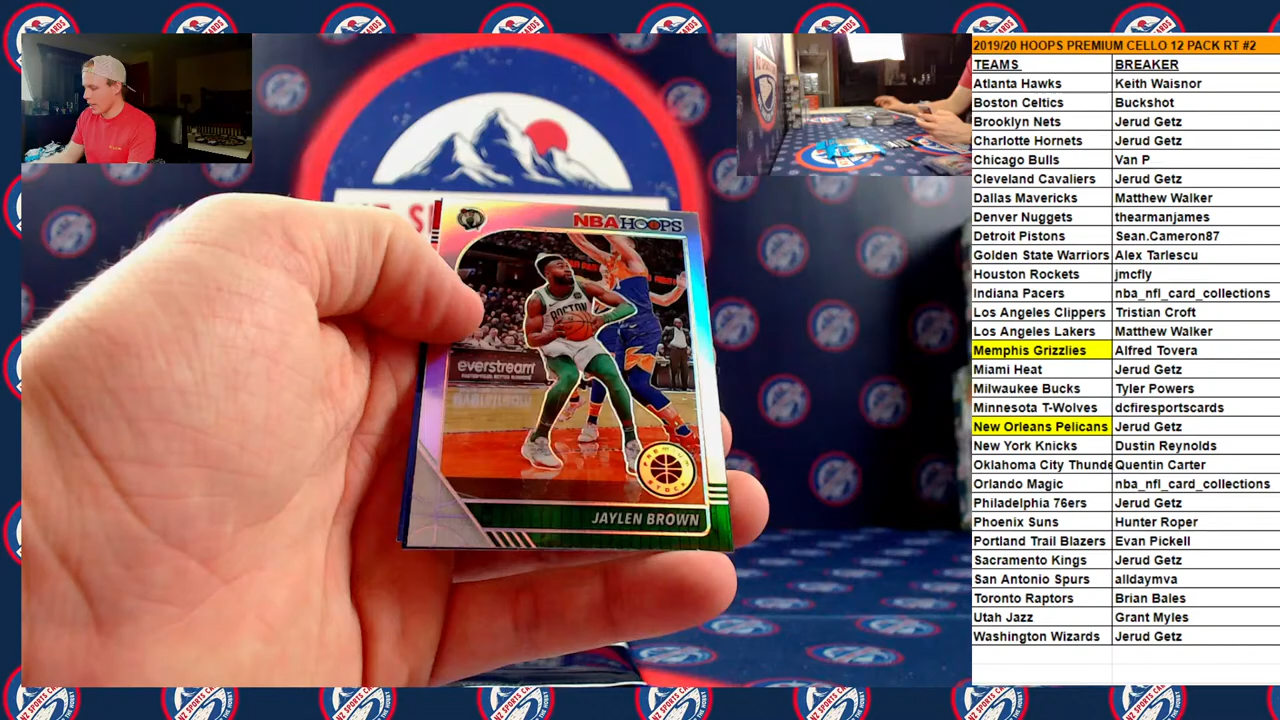 2019/20 HOOPS PREMIUM CELLO 12 PACK RT #2
TEAMS BREAKER
Atlanta Hawks Keith Waisnor
Boston Celtics Buckshot
Brooklyn Nets Jerud Getz
Charlotte Hornets Jerud Getz
Chicago Bulls Van P
Cleveland Cavaliers Jerud Getz
Dallas Mavericks Matthew Walker
Denver Nuggets thearmanjames
Detroit Pistons Sean.Cameron87
Golden State Warriors Alex Tarlescu
Houston Rockets jmcfly
Indiana Pacers nba_nfl_card_collections
Los Angeles Clippers Tristian Croft
Los Angeles Lakers Matthew Walker
Memphis Grizzlies Alfred Tovera
Miami Heat Jerud Getz
Milwaukee Bucks Tyler Powers
Minnesota T-Wolves dcfiresportscards
New Orleans Pelicans Jerud Getz
New York Knicks Dustin Reynolds
Oklahoma City Thunde Quentin Carter
Orlando Magic nba_nfl_card_collections
Philadelphia 76ers Jerud Getz
Phoenix Suns Hunter Roper
Portland Trail Blazers Evan Pickell
Sacramento Kings Jerud Getz
San Antonio Spurs alldaymva
Toronto Raptors Brian Bales
Utah Jazz Grant Myles
Washington Wizards Jerud Getz
NBA HOOPS
BOSTON
everstream
PREMIUM
STOCK
JAYLEN BROWN